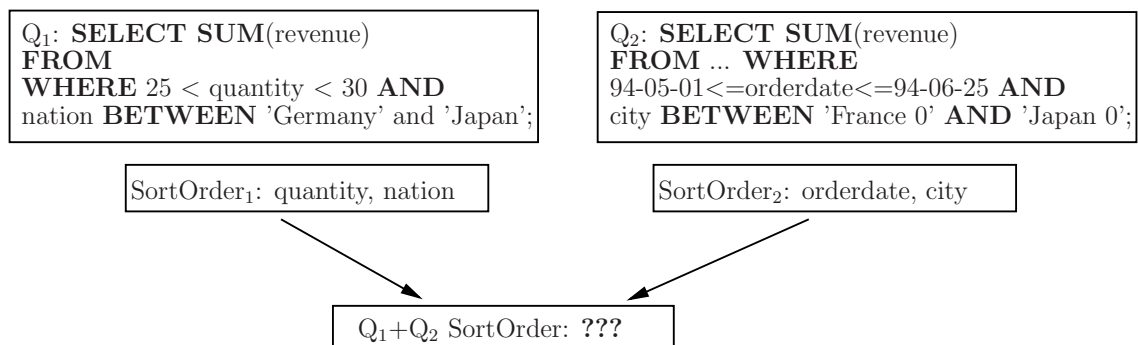 Q₁: SELECT SUM(revenue)
FROM
WHERE 25 < quantity < 30 AND
nation BETWEEN 'Germany' and 'Japan';
Q₂: SELECT SUM(revenue)
FROM ... WHERE
94-05-01<=orderdate<=94-06-25 AND
city BETWEEN 'France 0' AND 'Japan 0';
SortOrder₁: quantity, nation
SortOrder₂: orderdate, city
Q₁+Q₂ SortOrder: ???